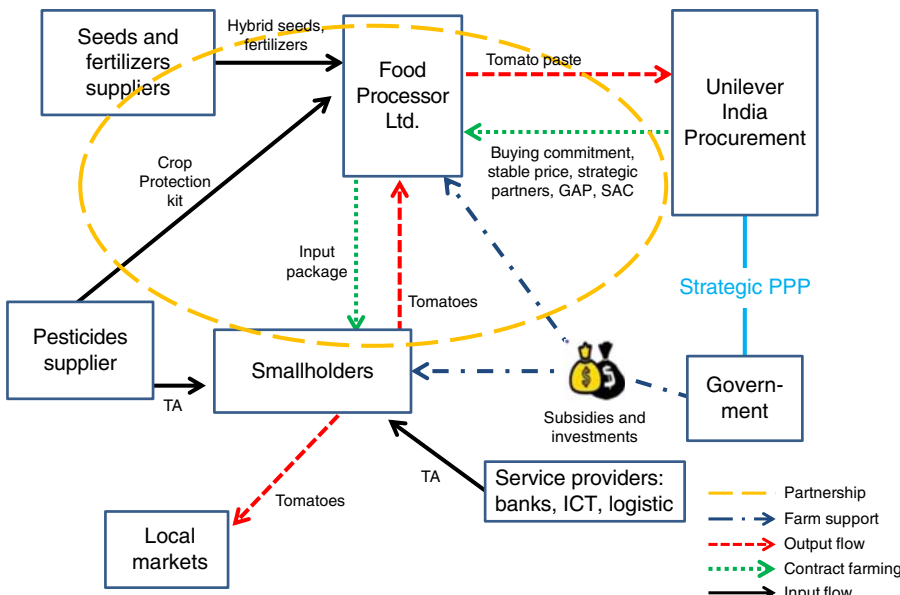 Seeds and
fertilizers
suppliers
Hybrid seeds,
fertilizers
Food
Processor
Ltd.
Tomato paste
Unilever
India
Procurement
Buying commitment,
stable price, strategic
partners, GAP, SAC
Crop
Protection
kit
Input
package
Tomatoes
Strategic PPP
Pesticides
supplier
TA
Smallholders
$
$
Subsidies and
investments
Govern-
ment
TA
Service providers:
banks, ICT, logistic
Tomatoes
Local
markets
Partnership
Farm support
Output flow
Contract farming
Input flow